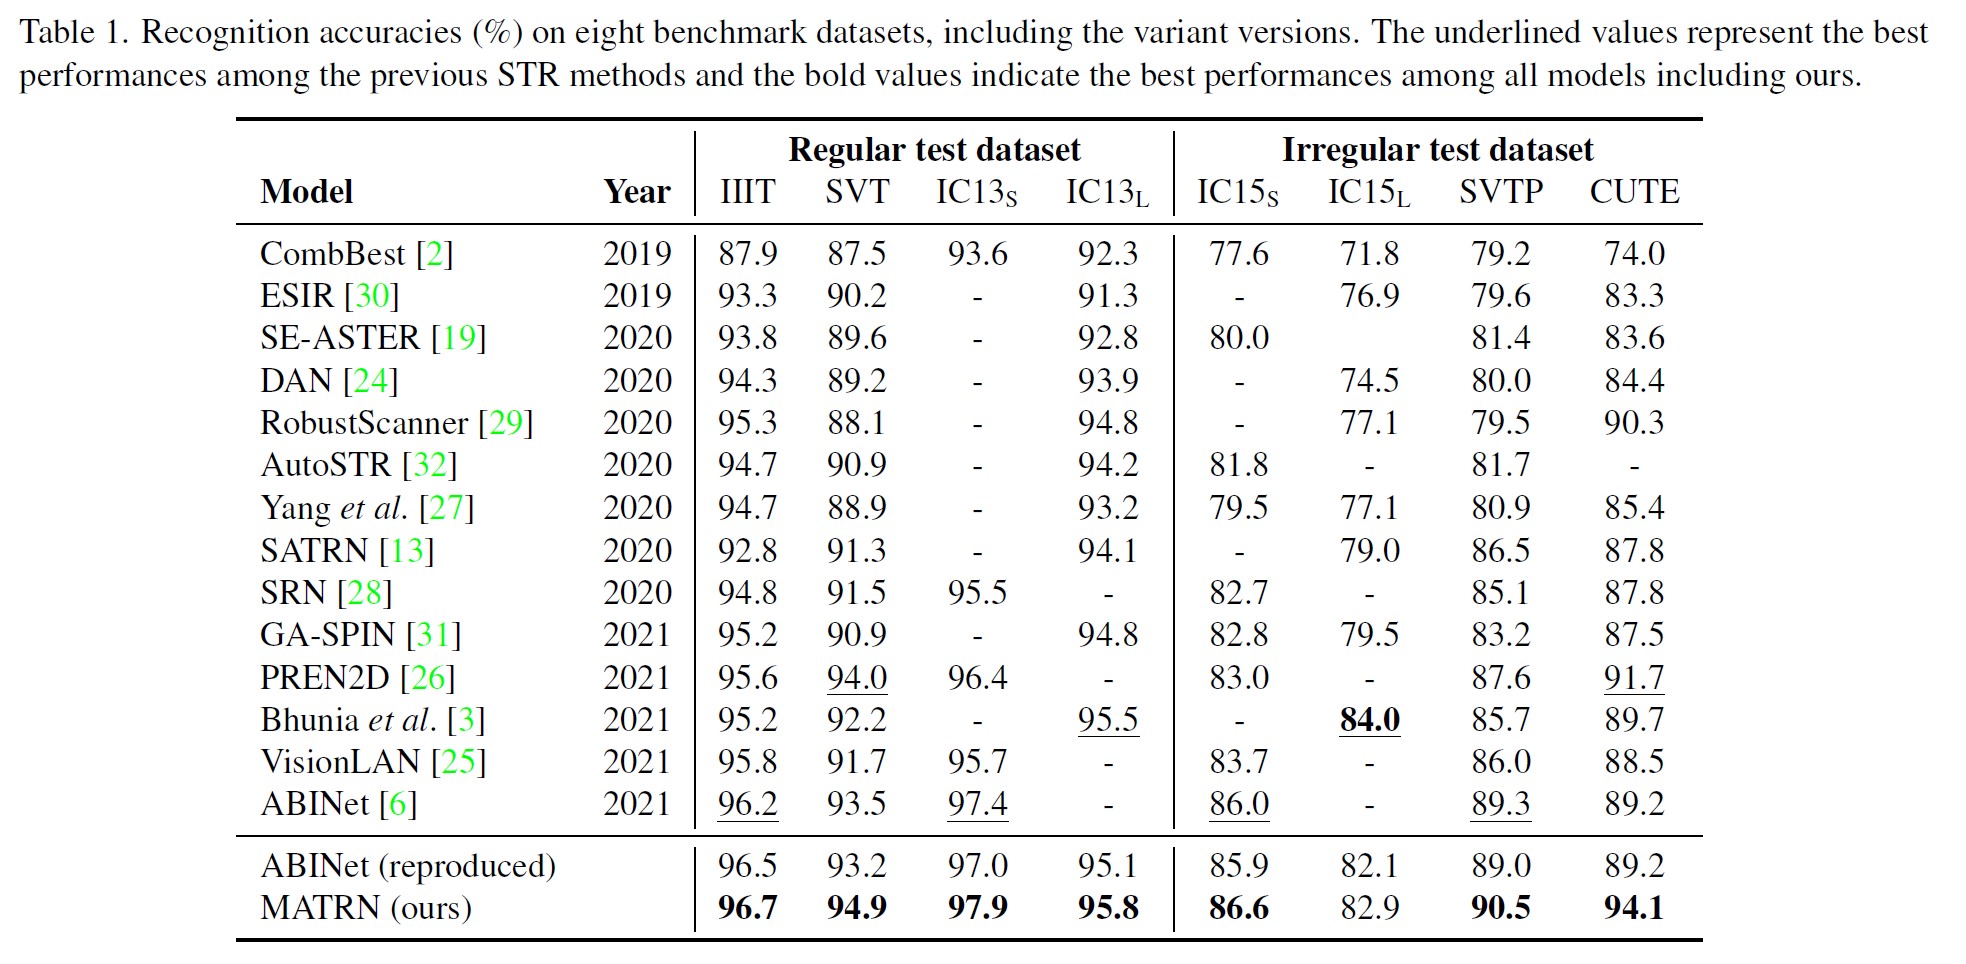 Table 1. Recognition accuracies (%) on eight benchmark datasets, including the variant versions. The underlined values represent the best
performances among the previous STR methods and the bold values indicate the best performances among all models including ours.
Regular test dataset Irregular test dataset
Model Year IIIT SVT IC13S IC13L IC15S IC15L SVTP CUTE
CombBest [2] 2019 87.9 87.5 93.6 92.3 77.6 71.8 79.2 74.0
ESIR [30] 2019 93.3 90.2 - 91.3 - 76.9 79.6 83.3
SE-ASTER [19] 2020 93.8 89.6 - 92.8 80.0 81.4 83.6
DAN [24] 2020 94.3 89.2 - 93.9 - 74.5 80.0 84.4
RobustScanner [29] 2020 95.3 88.1 - 94.8 - 77.1 79.5 90.3
AutoSTR [32] 2020 94.7 90.9 - 94.2 81.8 - 81.7 -
Yang et al. [27] 2020 94.7 88.9 - 93.2 79.5 77.1 80.9 85.4
SATRN [13] 2020 92.8 91.3 - 94.1 - 79.0 86.5 87.8
SRN [28] 2020 94.8 91.5 95.5 - 82.7 - 85.1 87.8
GA-SPIN [31] 2021 95.2 90.9 - 94.8 82.8 79.5 83.2 87.5
PREN2D [26] 2021 95.6 94.0 96.4 - 83.0 - 87.6 91.7
Bhunia et al. [3] 2021 95.2 92.2 - 95.5 - 84.0 85.7 89.7
VisionLAN [25] 2021 95.8 91.7 95.7 - 83.7 - 86.0 88.5
ABINet [6] 2021 96.2 93.5 97.4 - 86.0 - 89.3 89.2
ABINet (reproduced) 96.5 93.2 97.0 95.1 85.9 82.1 89.0 89.2
MATRN (ours) 96.7 94.9 97.9 95.8 86.6 82.9 90.5 94.1